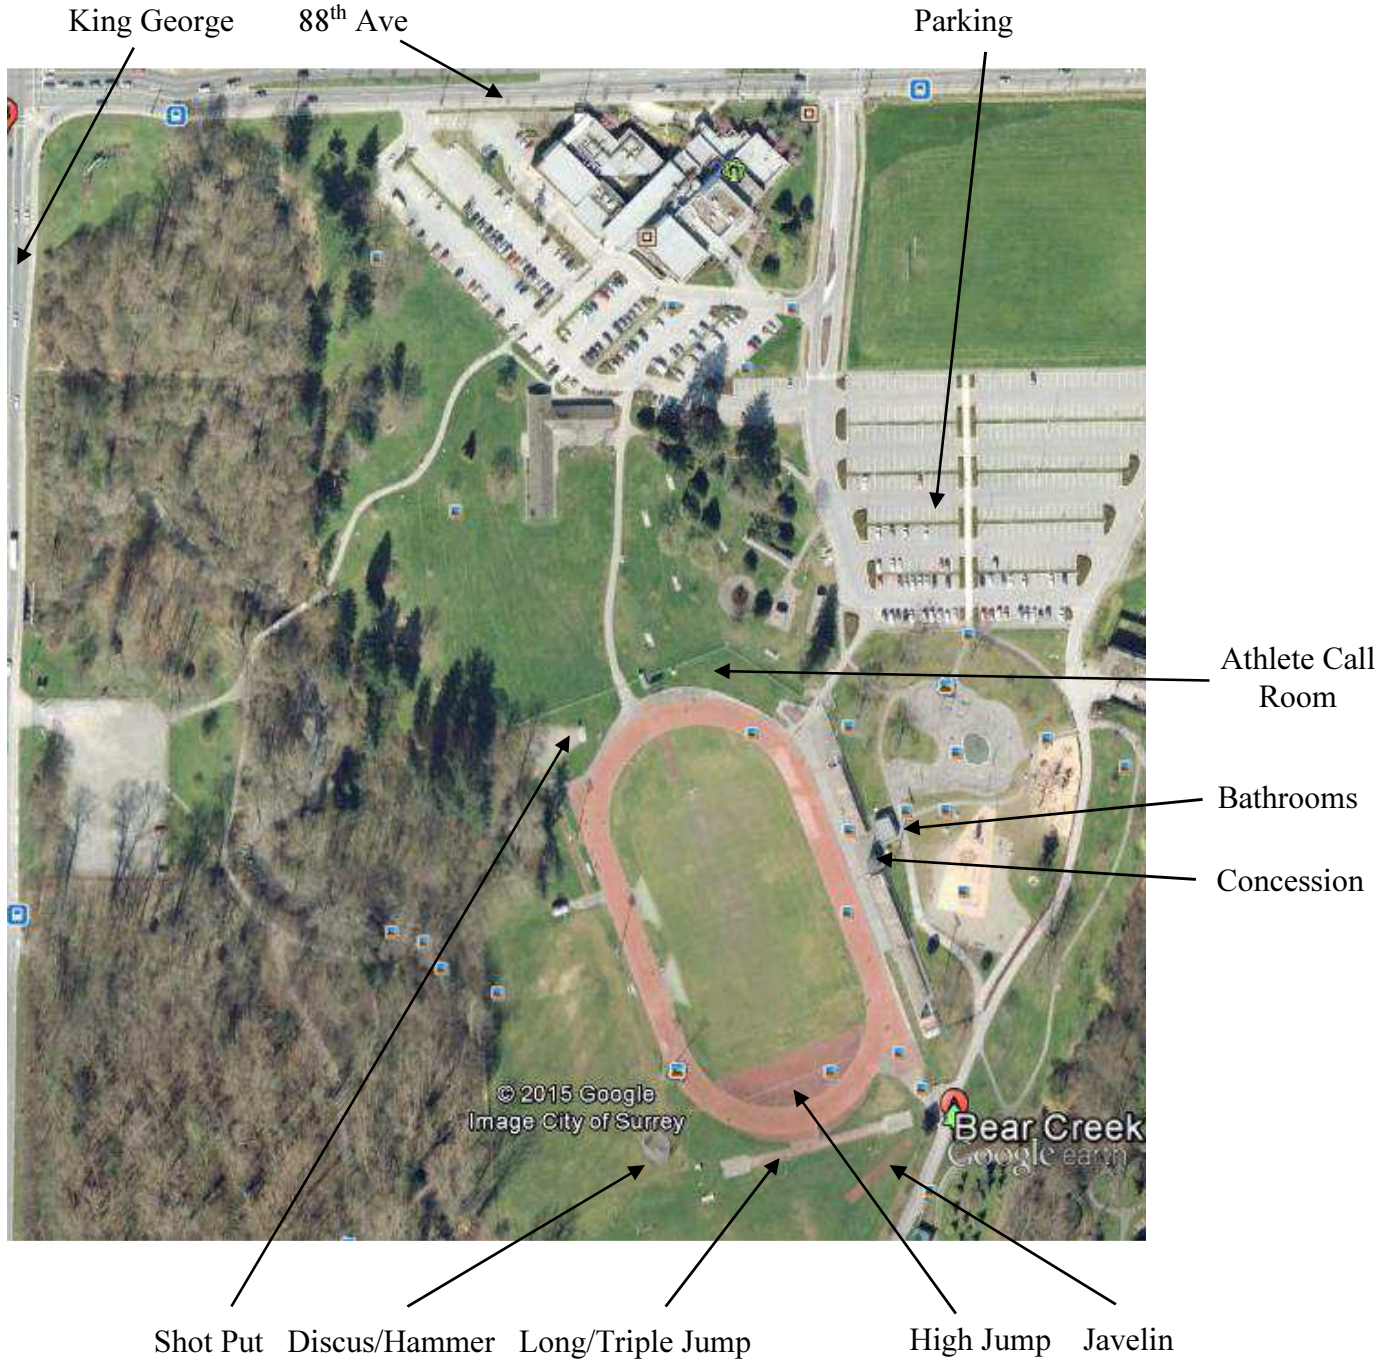 King George 88th Ave Parking
Athlete Call
Room
Bathrooms
Concession
© 2015 Google
Image City of Surrey
Bear Creek
Google earth
Shot Put Discus/Hammer Long/Triple Jump High Jump Javelin